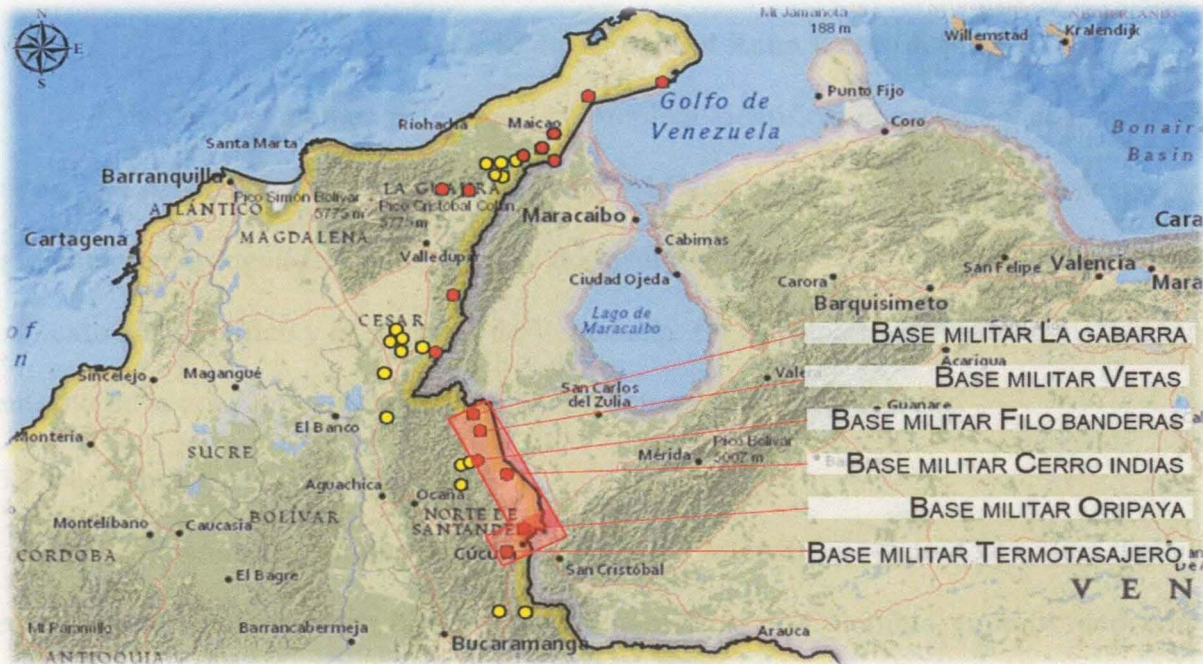 N
E
S
Mt Jamanota
188 m
NETHERLANDS
Willemstad
Kralendijk
Golfo de
Venezuela
Punto Fijo
Coro
Bonair
Basin
Riohacha
Maicao
Santa Marta
Barranquilla
ATLÁNTICO
Pico Simón Bolívar
5775 m
LA GUAJIRA
Pico Cristóbal Colón
5775 m
MAGDALENA
Cartagena
Valledupar
Maracaibo
Cabimas
Ciudad Ojeda
Lago de
Maracaibo
Carora
Barquisimeto
San Felipe
Valencia
Cara
Mara
of
n
CESAR
BASE MILITAR LA GABARRA
Acarigua
Sincelejo
Magangué
San Carlos
del Zulia
Valera
BASE MILITAR VETAS
Guanare
El Banco
BASE MILITAR FILO BANDERAS
Montería
SUCRE
Mérida
Pico Bolívar
5007 m
BASE MILITAR CERRO INDIAS
Aguachica
Ocaña
NORTE DE
SANTANDER
BOLÍVAR
BASE MILITAR ORIPAYA
Montelíbano
Caucasia
CÓRDOBA
Cúcu
San Cristóbal
BASE MILITAR TERMOTASAJERO
El Bagre
V E N
Mt Paramillo
Barrancabermeja
Bucaramanga
Arauca
ANTIOQUIA